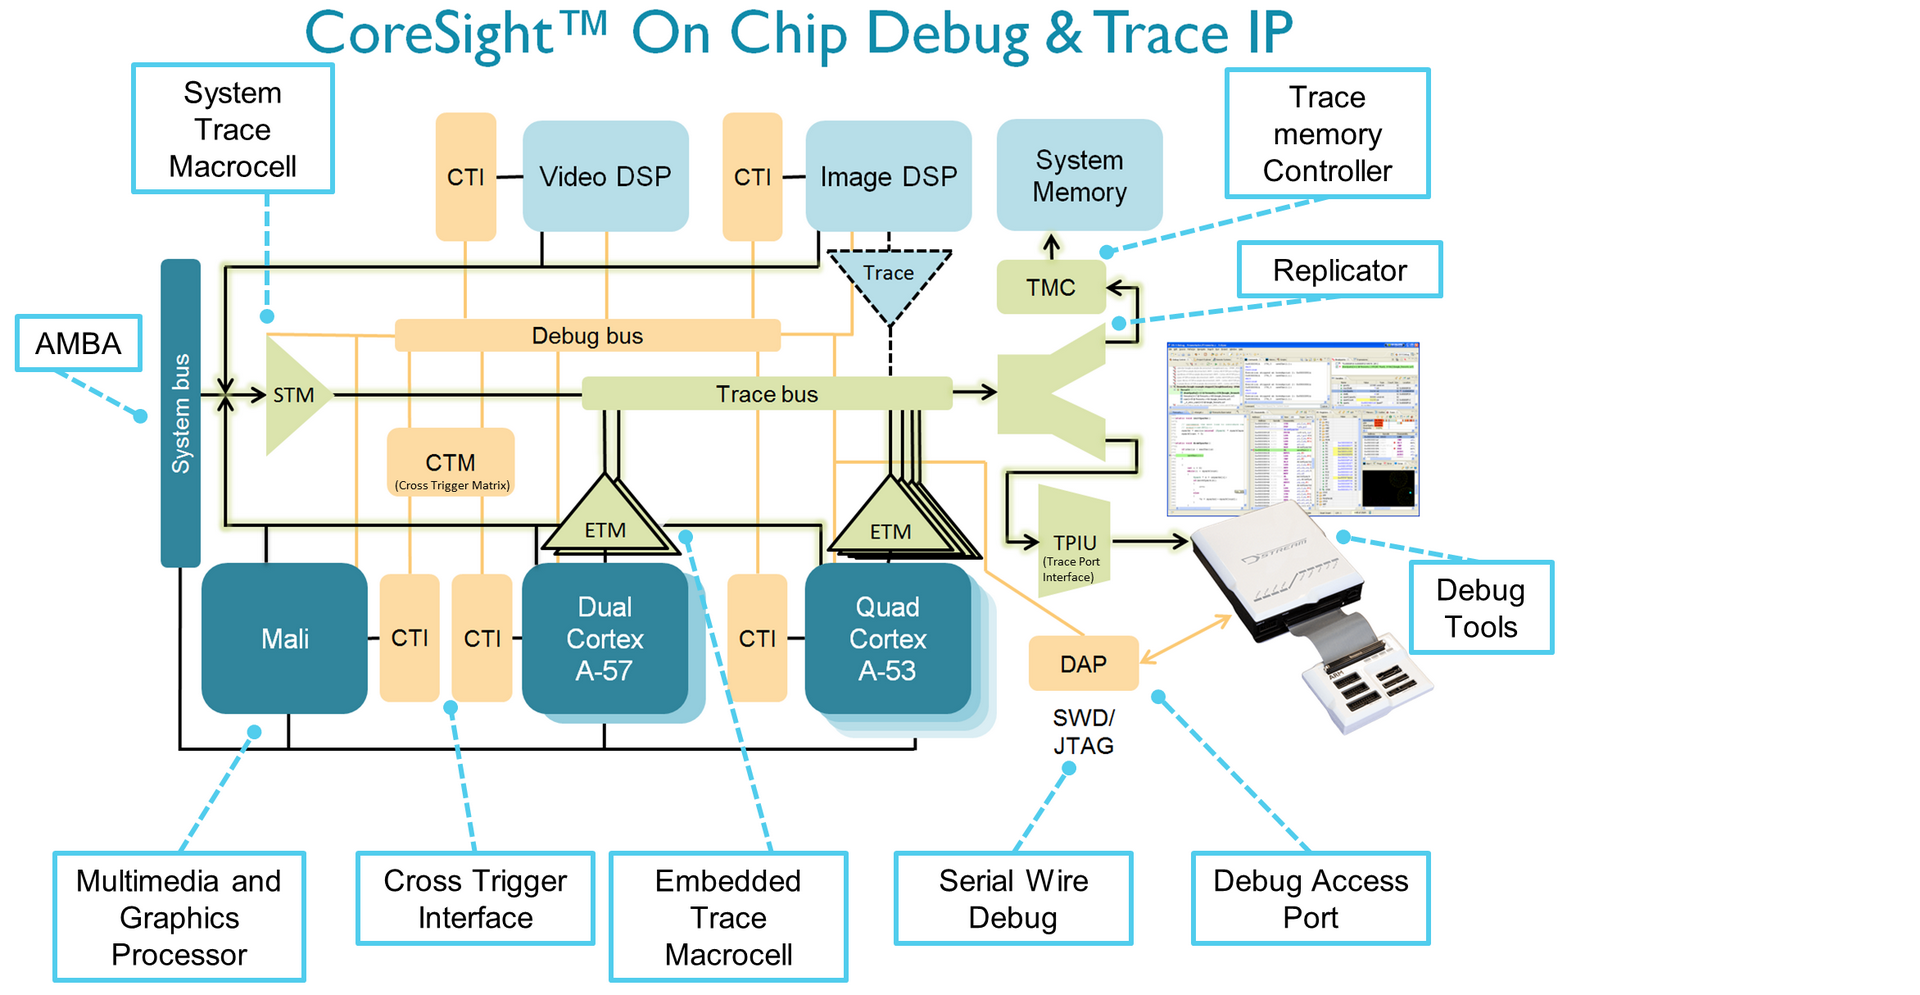 CoreSight™ On Chip Debug & Trace IP
System
Trace
Macrocell
Trace
memory
Controller
CTI
Video DSP
CTI
Image DSP
System
Memory
Replicator
Trace
TMC
AMBA
System bus
Debug bus
STM
Trace bus
CTM
(Cross Trigger Matrix)
ETM
ETM
TPIU
(Trace Port
Interface)
Debug
Tools
Mali
CTI
CTI
Dual
Cortex
A-57
CTI
Quad
Cortex
A-53
DAP
ARM
SWD/
JTAG
Multimedia and
Graphics
Processor
Cross Trigger
Interface
Embedded
Trace
Macrocell
Serial Wire
Debug
Debug Access
Port